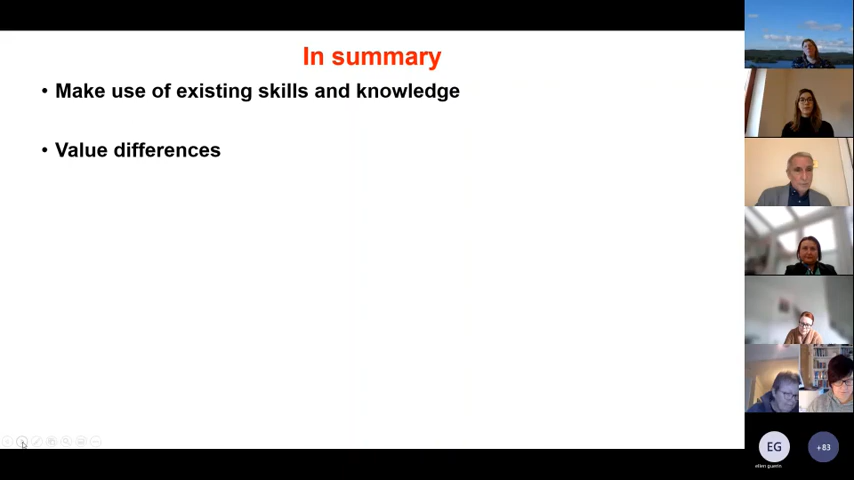 In summary
• Make use of existing skills and knowledge
• Value differences
EG
+83
ellen guerin